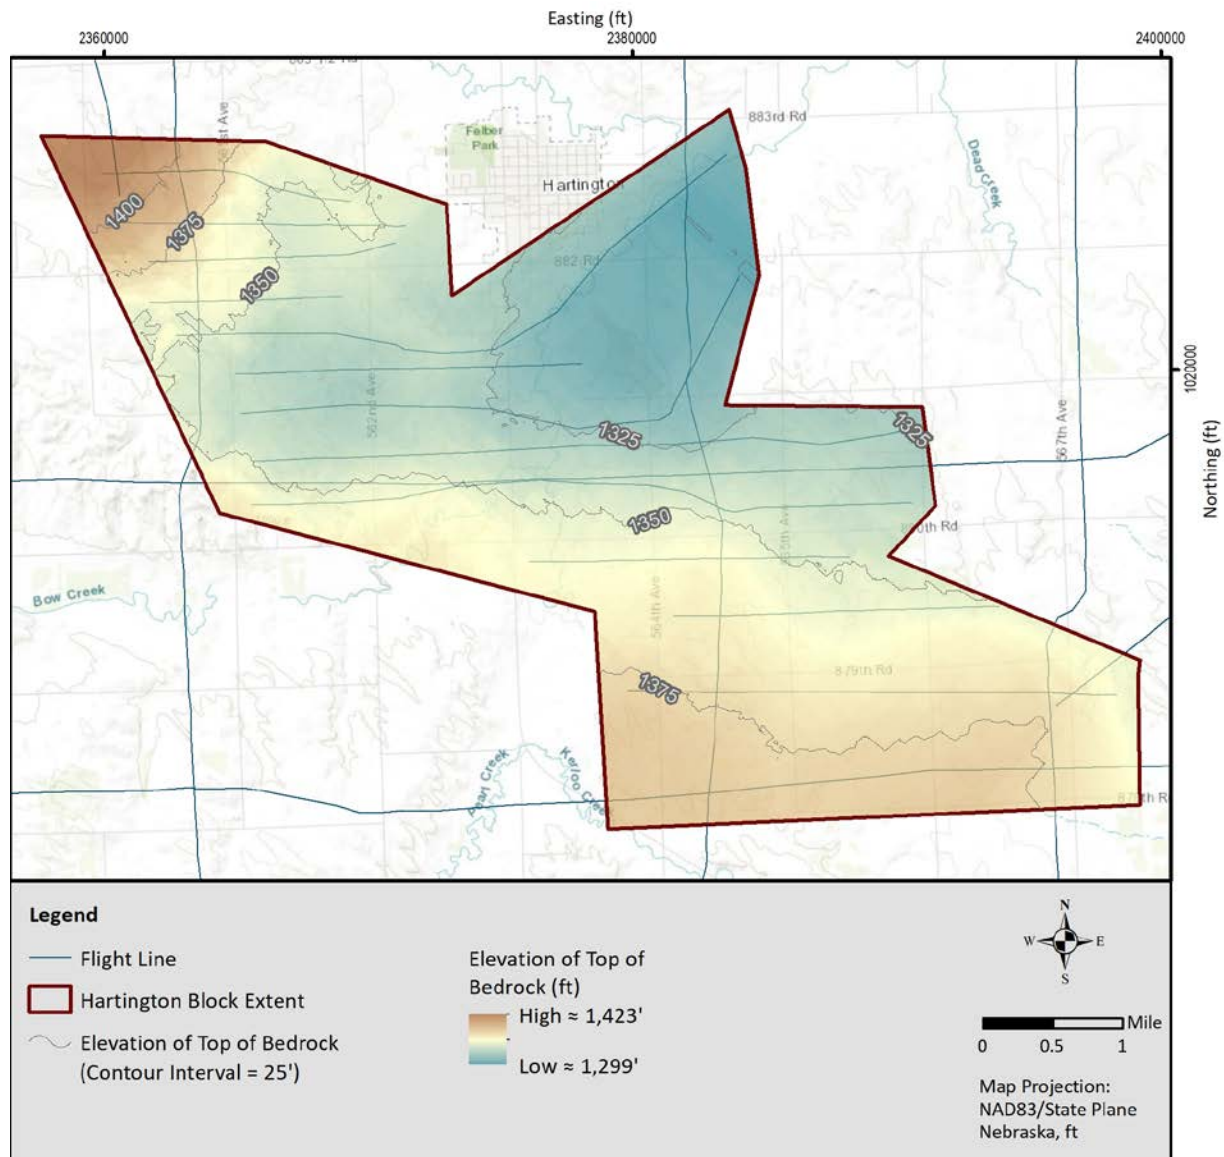 Easting (ft)
2360000
2380000
2400000
883rd Rd
Felber
Park
Hartington
Dead Creek
1400
1375
1350
882 Rd
1020000
Northing (ft)
562nd Ave
1325
1325
567th Ave
1350
Bow Creek
564th Ave
879th Rd
1375
Pearl Creek
Kerloo Creek
Legend
Flight Line
Hartington Block Extent
Elevation of Top of Bedrock
(Contour Interval = 25')
Elevation of Top of
Bedrock (ft)
High ≈ 1,423'
Low ≈ 1,299'
N
W
E
S
Mile
0
0.5
1
Map Projection:
NAD83/State Plane
Nebraska, ft